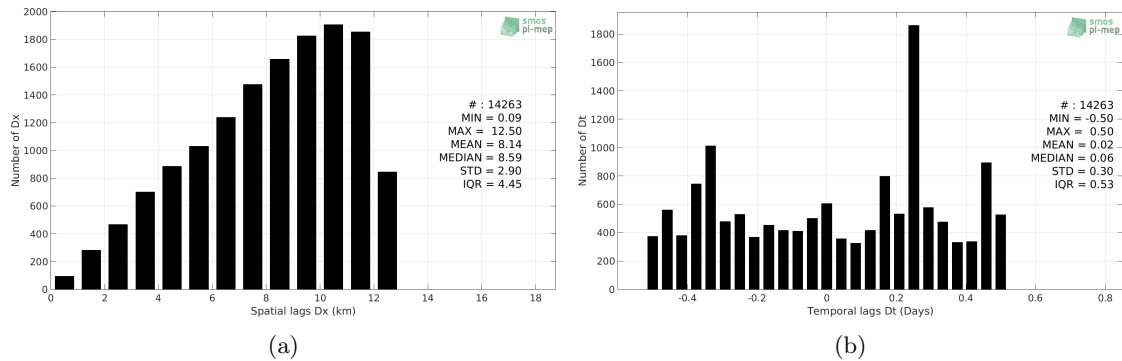 2000
1800
1600
1400
1200
1000
800
600
400
200
0
Number of Dx
0 2 4 6 8 10 12 14 16 18
Spatial lags Dx (km)
smos
pi-mep
# : 14263
MIN = 0.09
MAX = 12.50
MEAN = 8.14
MEDIAN = 8.59
STD = 2.90
IQR = 4.45
(a)
1800
1600
1400
1200
1000
800
600
400
200
0
Number of Dt
-0.4 -0.2 0 0.2 0.4 0.6 0.8
Temporal lags Dt (Days)
smos
pi-mep
# : 14263
MIN = -0.50
MAX = 0.50
MEAN = 0.02
MEDIAN = 0.06
STD = 0.30
IQR = 0.53
(b)